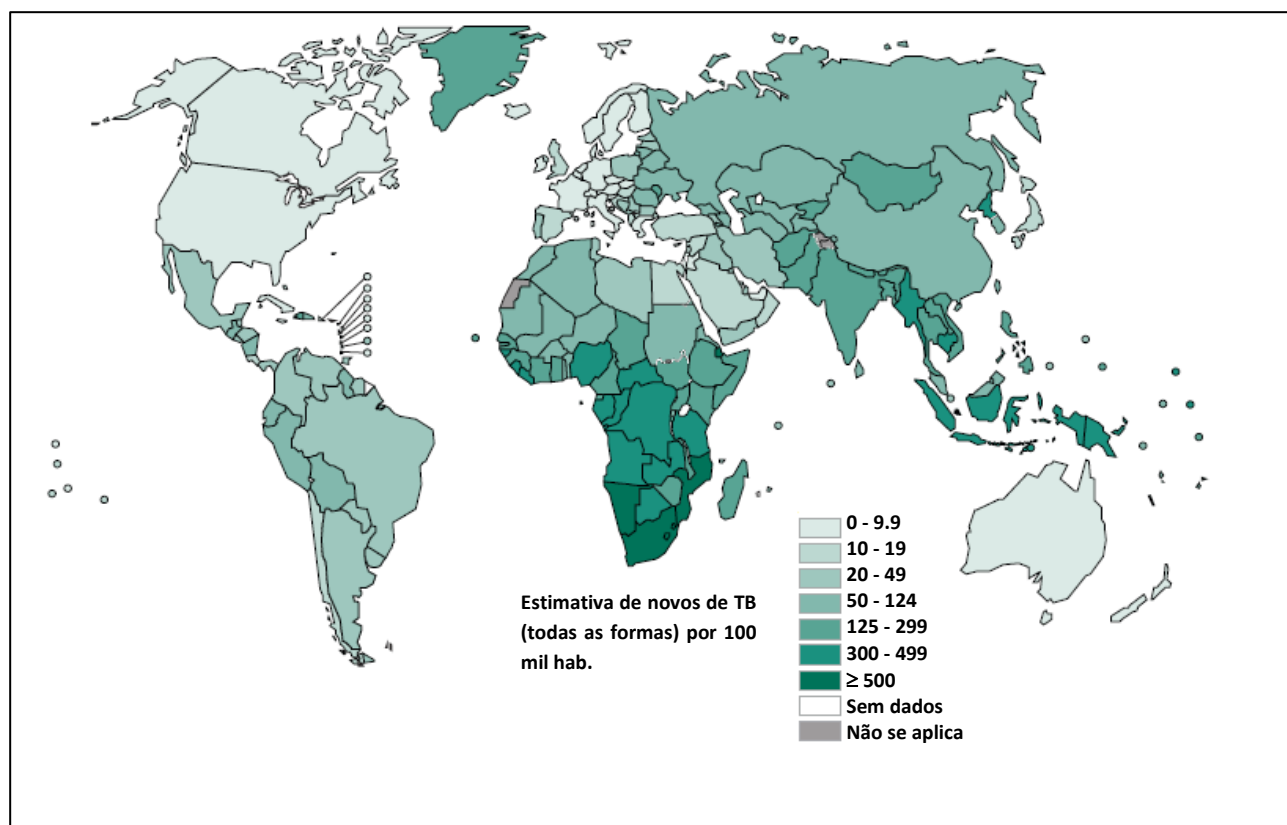 0 - 9.9
10 - 19
20 - 49
50 - 124
125 - 299
300 - 499
≥ 500
Sem dados
Não se aplica
Estimativa de novos de TB
(todas as formas) por 100
mil hab.